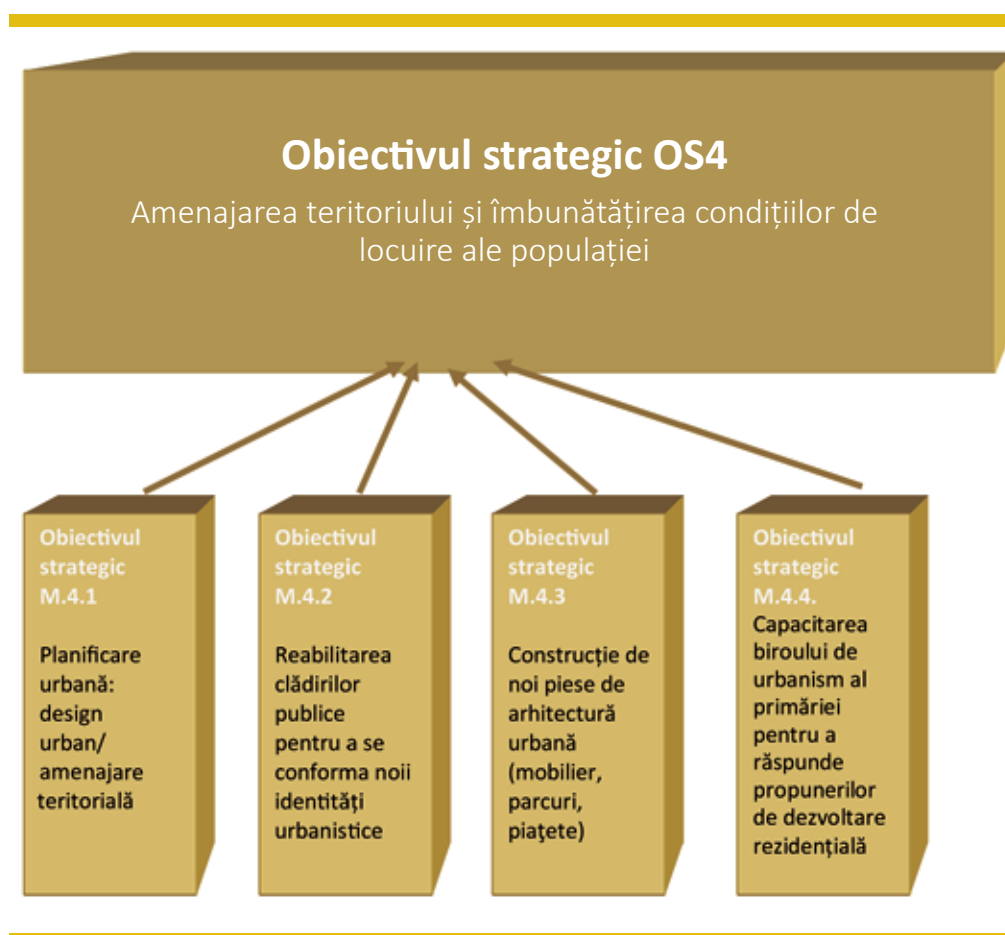 Obiectivul strategic OS4
Amenajarea teritoriului și îmbunătățirea condițiilor de
locuire ale populației
Obiectivul
strategic
M.4.1
Planificare
urbană:
design
urban/
amenajare
teritorială
Obiectivul
strategic
M.4.2
Reabilitarea
clădirilor
publice
pentru a se
conforma noii
identități
urbanistice
Obiectivul
strategic
M.4.3
Construcție de
noi piese de
arhitectură
urbană
(mobilier,
parcuri,
piaţete)
Obiectivul
strategic
M.4.4.
Capacitarea
biroului de
urbanism al
primăriei
pentru a
răspunde
propunerilor
de dezvoltare
rezidențială